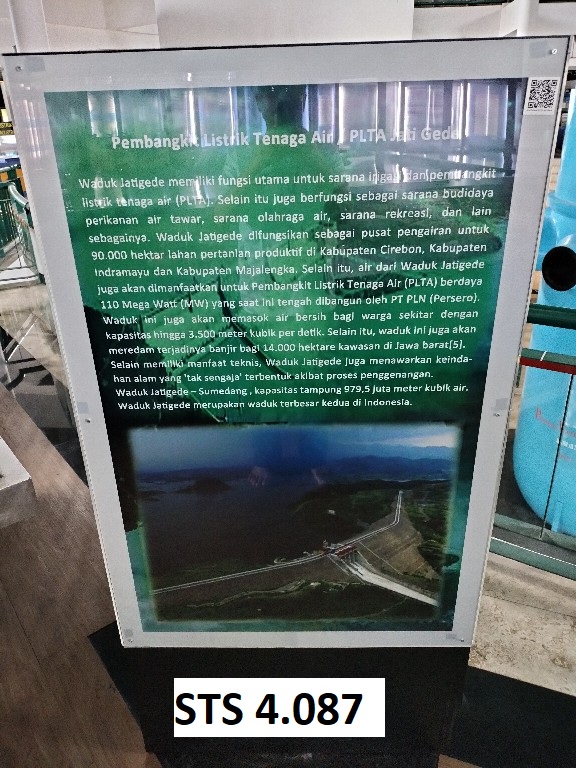 Pembangkit Listrik Tenaga Air / PLTA Jati Gede
Waduk Jatigede memiliki fungsi utama untuk sarana irigasi dan pembangkit
listrik tenaga air (PLTA). Selain itu juga berfungsi sebagai sarana budidaya
perikanan air tawar, sarana olahraga air, sarana rekreasi, dan lain
sebagainya. Waduk Jatigede difungsikan sebagai pusat pengairan untuk
90.000 hektar lahan pertanian produktif di Kabupaten Cirebon, Kabupaten
Indramayu dan Kabupaten Majalengka. Selain itu, air dari Waduk Jatigede
juga akan dimanfaatkan untuk Pembangkit Listrik Tenaga Air (PLTA) berdaya
110 Mega Watt (MW) yang saat ini tengah dibangun oleh PT PLN (Persero).
Waduk ini juga akan memasok air bersih bagi warga sekitar dengan
kapasitas hingga 3.500 meter kubik per detik. Selain itu, waduk ini juga akan
meredam terjadinya banjir bagi 14.000 hektare kawasan di Jawa barat[5].
Selain memiliki manfaat teknis, Waduk Jatigede juga menawarkan keinda-
han alam yang 'tak sengaja' terbentuk akibat proses penggenangan.
Waduk Jatigede – Sumedang , kapasitas tampung 979,5 juta meter kubik air.
Waduk Jatigede merupakan waduk terbesar kedua di Indonesia.
STS 4.087